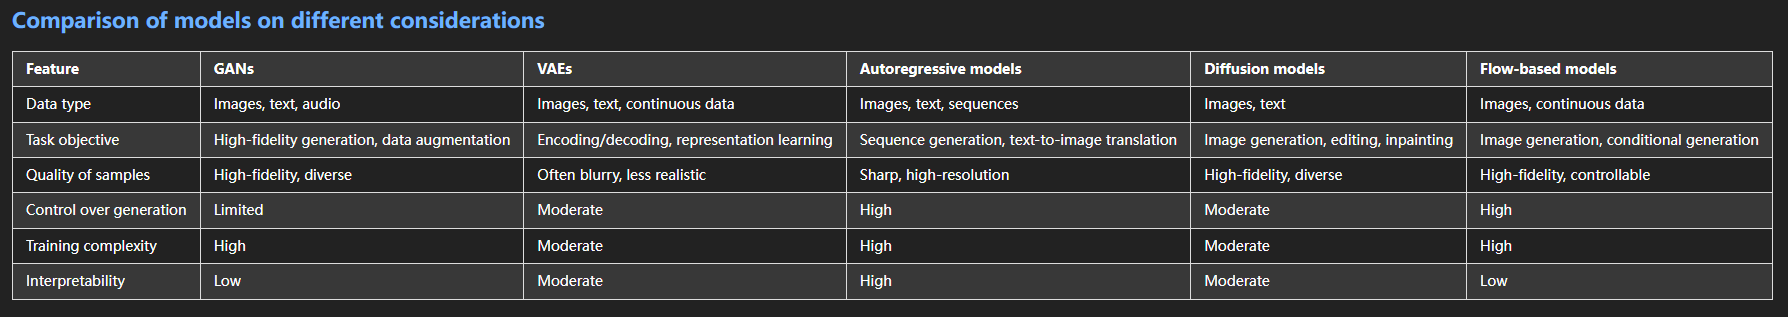 Comparison of models on different considerations
Feature GANs VAEs Autoregressive models Diffusion models Flow-based models
Data type Images, text, audio Images, text, continuous data Images, text, sequences Images, text Images, continuous data
Task objective High-fidelity generation, data augmentation Encoding/decoding, representation learning Sequence generation, text-to-image translation Image generation, editing, inpainting Image generation, conditional generation
Quality of samples High-fidelity, diverse Often blurry, less realistic Sharp, high-resolution High-fidelity, diverse High-fidelity, controllable
Control over generation Limited Moderate High Moderate High
Training complexity High Moderate High Moderate High
Interpretability Low Moderate High Moderate Low